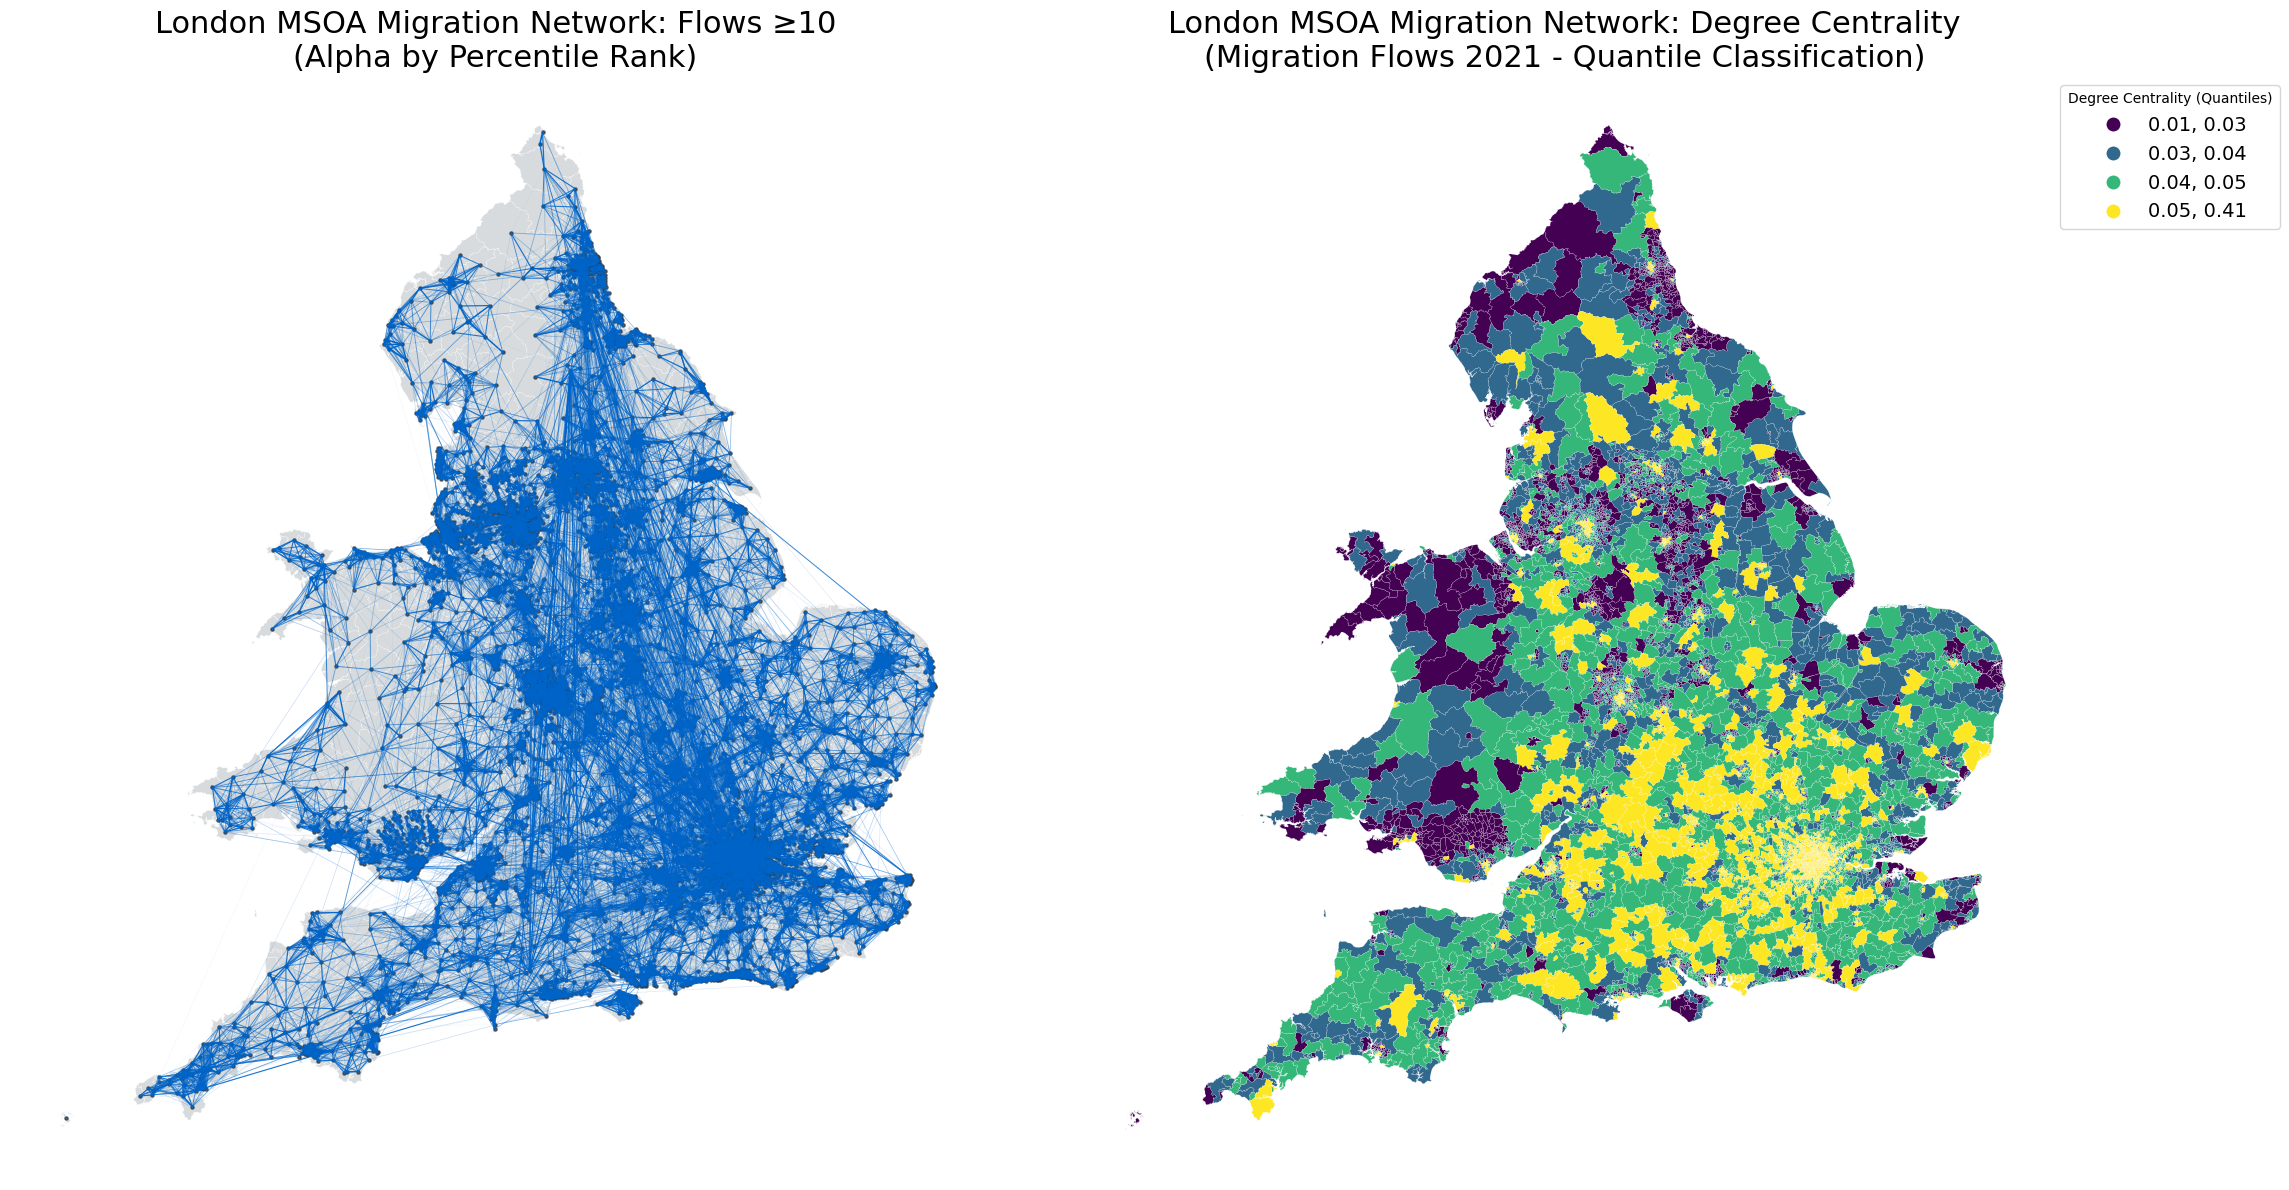 London MSOA Migration Network: Flows ≥10
(Alpha by Percentile Rank)
London MSOA Migration Network: Degree Centrality
(Migration Flows 2021 - Quantile Classification)
Degree Centrality (Quantiles)
0.01, 0.03
0.03, 0.04
0.04, 0.05
0.05, 0.41